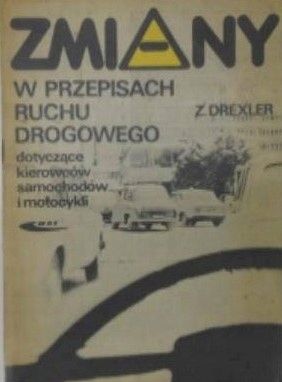 ZMIANY
W PRZEPISACH
RUCHU
Z. DREXLER
DROGOWEGO
dotyczące
kierowców
samochodów
i motocykli